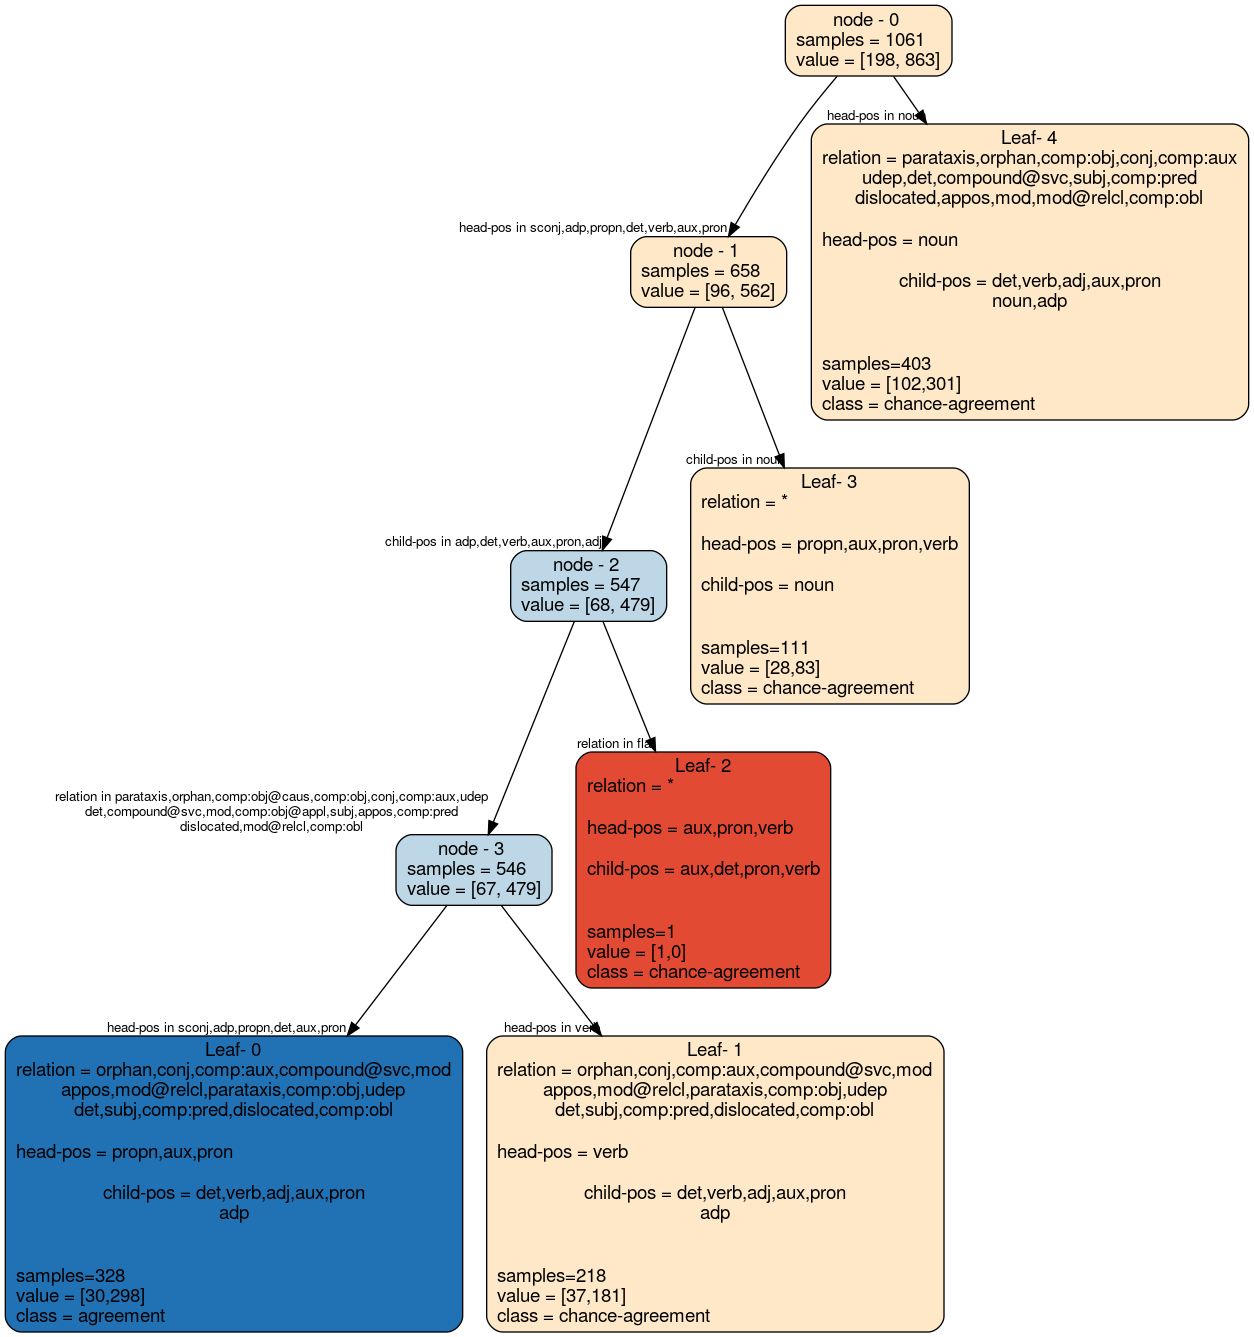 node - 0
samples = 1061
value = [198, 863]
head-pos in noun
Leaf- 4
relation = parataxis,orphan,comp:obj,conj,comp:aux
udep,det,compound@svc,subj,comp:pred
dislocated,appos,mod,mod@relcl,comp:obl
head-pos = noun
child-pos = det,verb,adj,aux,pron
noun,adp
samples=403
value = [102,301]
class = chance-agreement
head-pos in sconj,adp,propn,det,verb,aux,pron
node - 1
samples = 658
value = [96, 562]
child-pos in noun
Leaf- 3
relation = *
head-pos = propn,aux,pron,verb
child-pos = noun
samples=111
value = [28,83]
class = chance-agreement
child-pos in adp,det,verb,aux,pron,adj
node - 2
samples = 547
value = [68, 479]
relation in flat
Leaf- 2
relation = *
head-pos = aux,pron,verb
child-pos = aux,det,pron,verb
samples=1
value = [1,0]
class = chance-agreement
relation in parataxis,orphan,comp:obj@caus,comp:obj,conj,comp:aux,udep
det,compound@svc,mod,comp:obj@appl,subj,appos,comp:pred
dislocated,mod@relcl,comp:obl
node - 3
samples = 546
value = [67, 479]
head-pos in sconj,adp,propn,det,aux,pron
Leaf- 0
relation = orphan,conj,comp:aux,compound@svc,mod
appos,mod@relcl,parataxis,comp:obj,udep
det,subj,comp:pred,dislocated,comp:obl
head-pos = propn,aux,pron
child-pos = det,verb,adj,aux,pron
adp
samples=328
value = [30,298]
class = agreement
head-pos in verb
Leaf- 1
relation = orphan,conj,comp:aux,compound@svc,mod
appos,mod@relcl,parataxis,comp:obj,udep
det,subj,comp:pred,dislocated,comp:obl
head-pos = verb
child-pos = det,verb,adj,aux,pron
adp
samples=218
value = [37,181]
class = chance-agreement